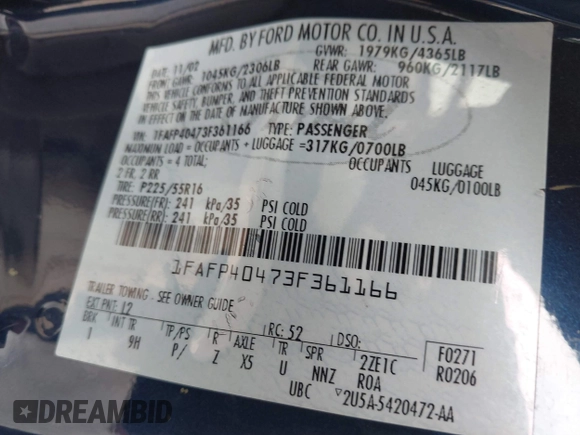 MFD. BY FORD MOTOR CO. IN U.S.A.
DATE: 11/02 GVWR: 1979KG/4365LB
FRONT GAWR: 1045KG/2306LB REAR GAWR: 960KG/2117LB
THIS VEHICLE CONFORMS TO ALL APPLICABLE FEDERAL MOTOR
VEHICLE SAFETY, BUMPER, AND THEFT PREVENTION STANDARDS
IN EFFECT ON THE DATE OF MANUFACTURE SHOWN ABOVE.
VIN: 1FAFP40473F361166 TYPE: PASSENGER
MAXIMUM LOAD = OCCUPANTS + LUGGAGE =317KG/0700LB
OCCUPANTS = 4 TOTAL: OCCUPANTS LUGGAGE
2 FR, 2 RR 045KG/0100LB
TIRE: P225/55R16
PRESSURE(FR): 241 kPa/35 PSI COLD
PRESSURE(RR): 241 kPa/35 PSI COLD
1FAFP40473F361166
TRAILER TOWING - SEE OWNER GUIDE
EXT PNT: L2 RC: 52 DSO: F0271
BRK INT TR TP/PS R AXLE TR SPR 2ZE1C R0206
I 9H P/ Z X5 U NNZ ROA
UBC ▽2U5A-5420472-AA
DREAMBID